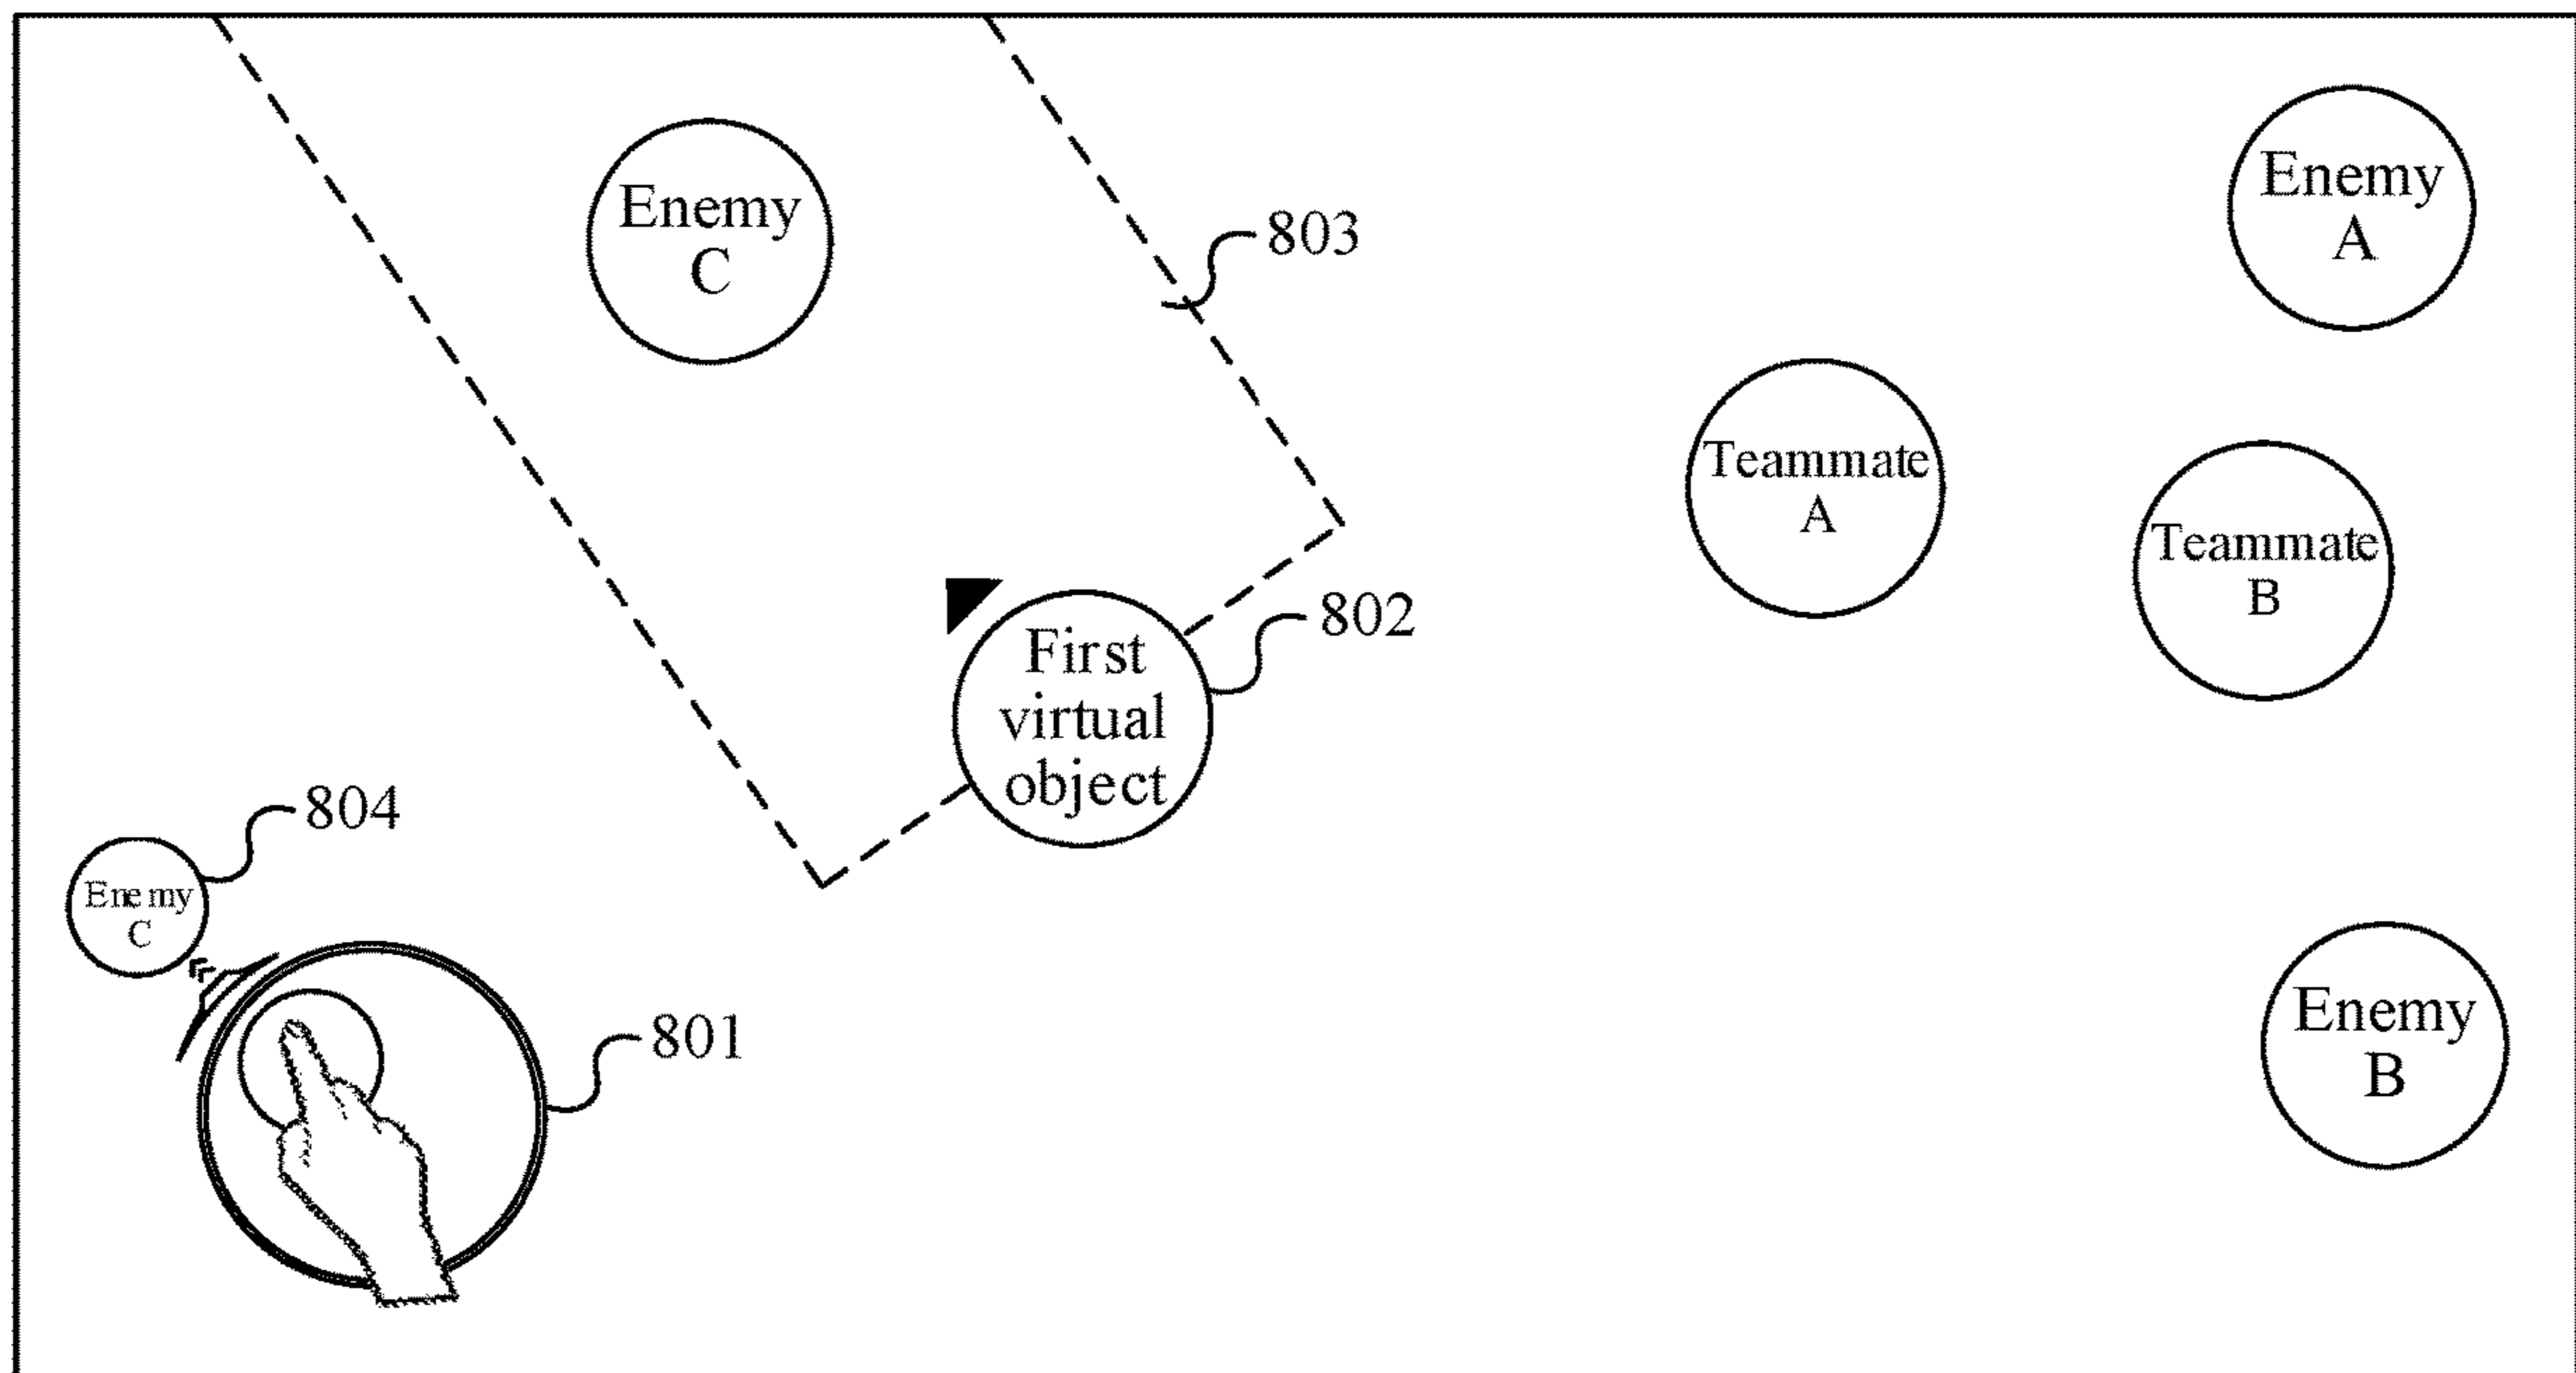 Enemy
C
803
Enemy
A
Teammate
A
Teammate
B
802
First
virtual
object
804
Enemy
C
801
Enemy
B